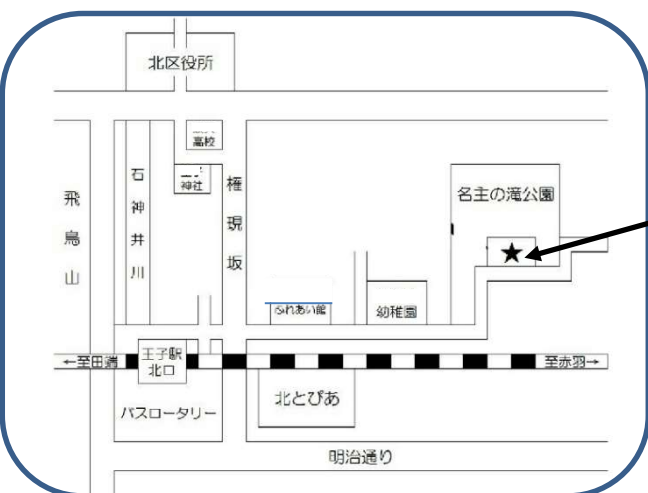 北区役所
高校
神社
石神井川
権現坂
飛鳥山
名主の滝公園
★
ふれあい館
幼稚園
←至田端
王子駅
北口
至赤羽→
バスロータリー
北とぴあ
明治通り